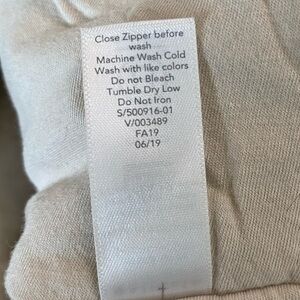 Close Zipper before
wash
Machine Wash Cold
Wash with like colors
Do not Bleach
Tumble Dry Low
Do Not Iron
S/500916-01
V/003489
FA19
06/19